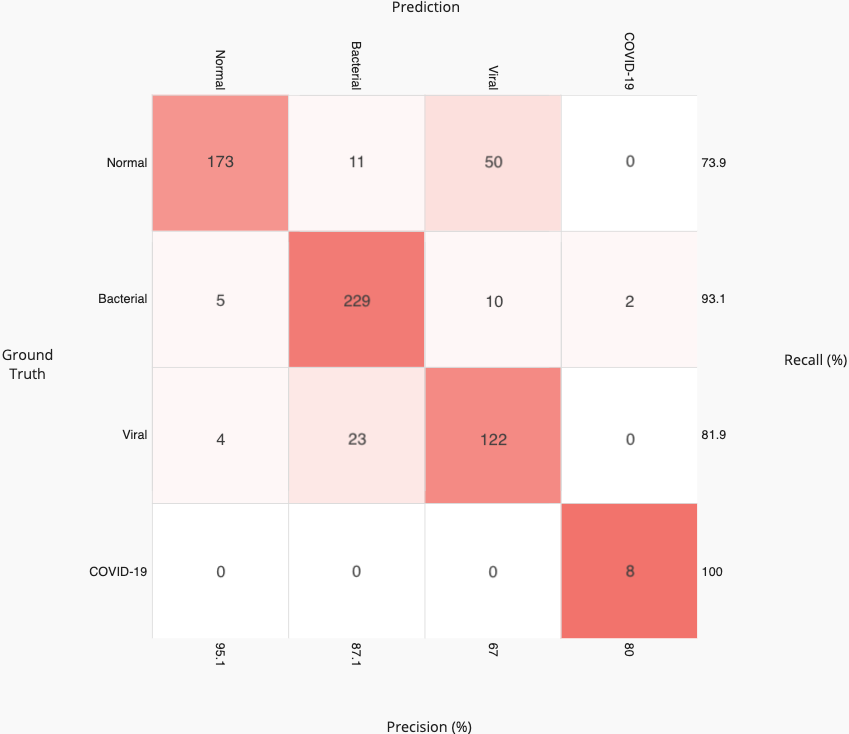 Prediction
Normal
Bacterial
Viral
COVID-19
Normal 173 11 50 0 73.9
Bacterial 5 229 10 2 93.1
Ground
Truth
Recall (%)
Viral 4 23 122 0 81.9
COVID-19 0 0 0 8 100
95.1 87.1 67 80
Precision (%)